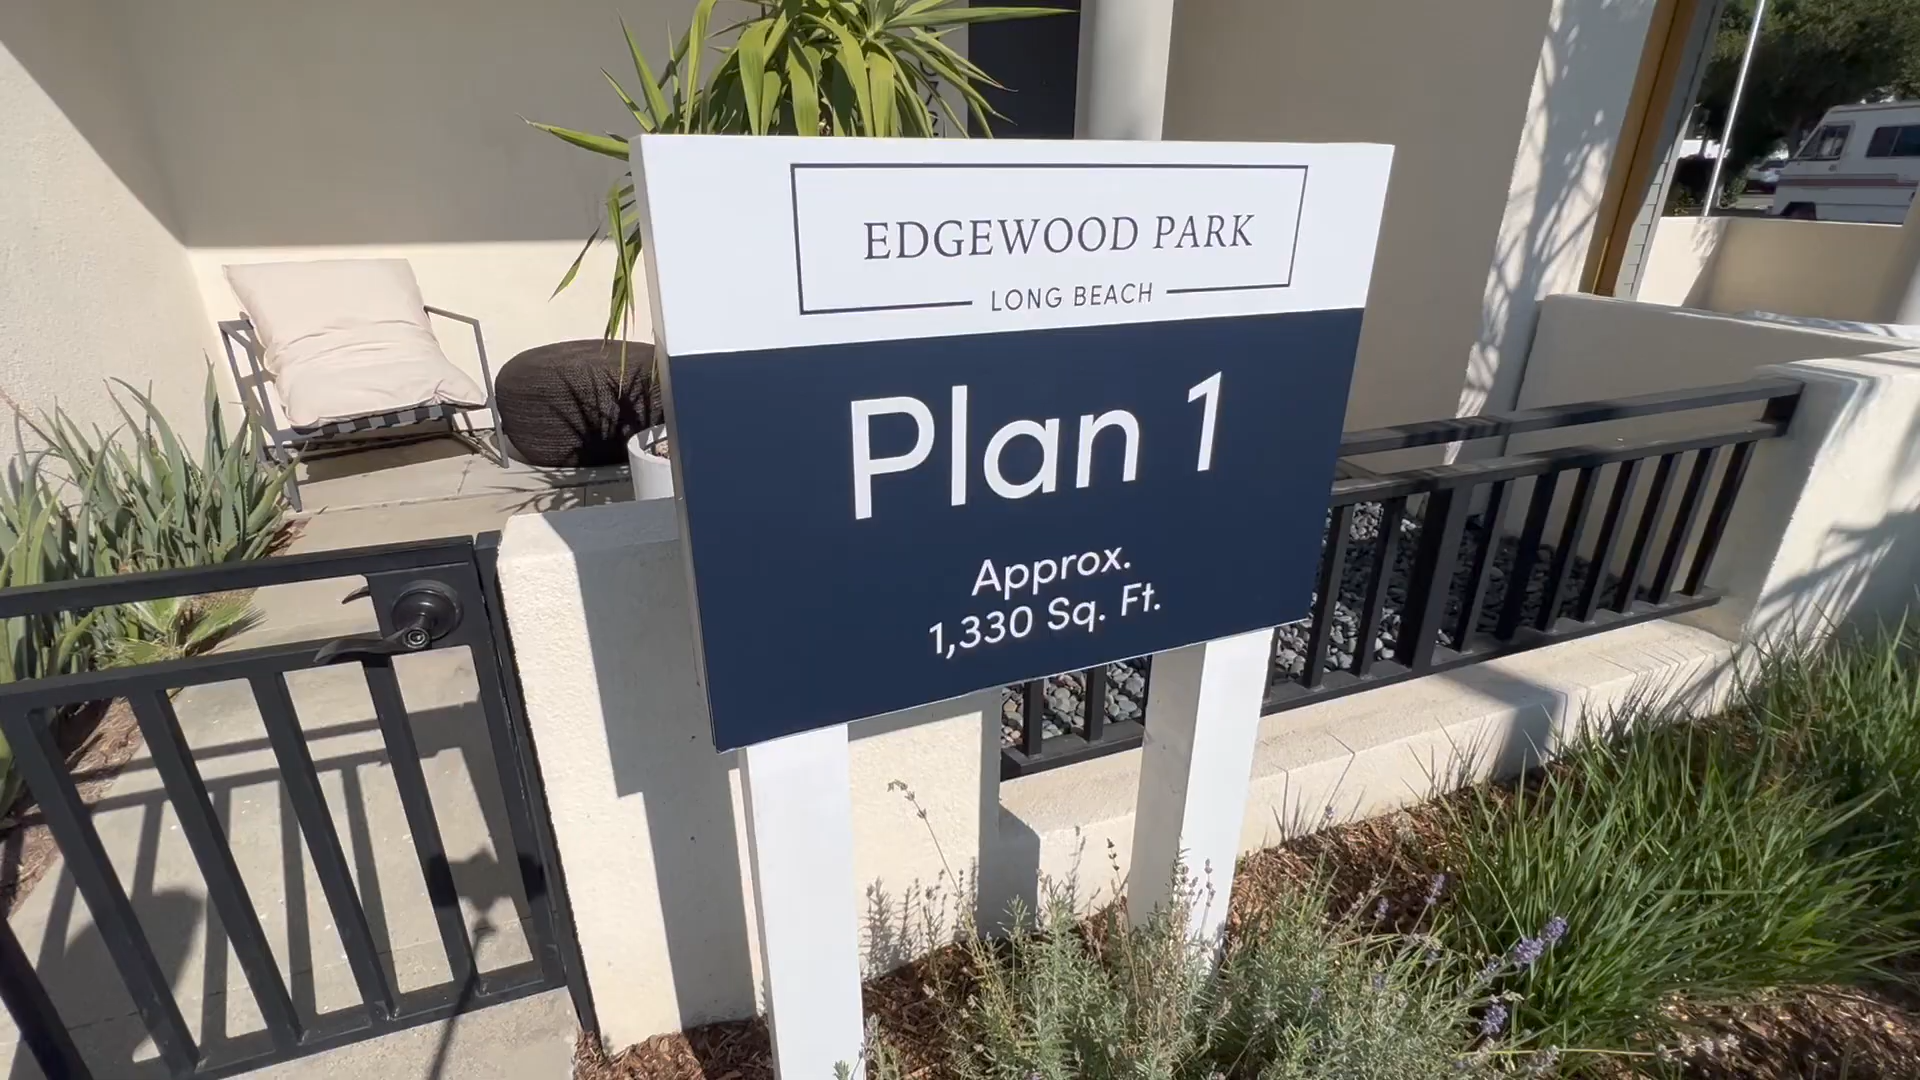 EDGEWOOD PARK
LONG BEACH
Plan 1
Approx.
1,330 Sq. Ft.